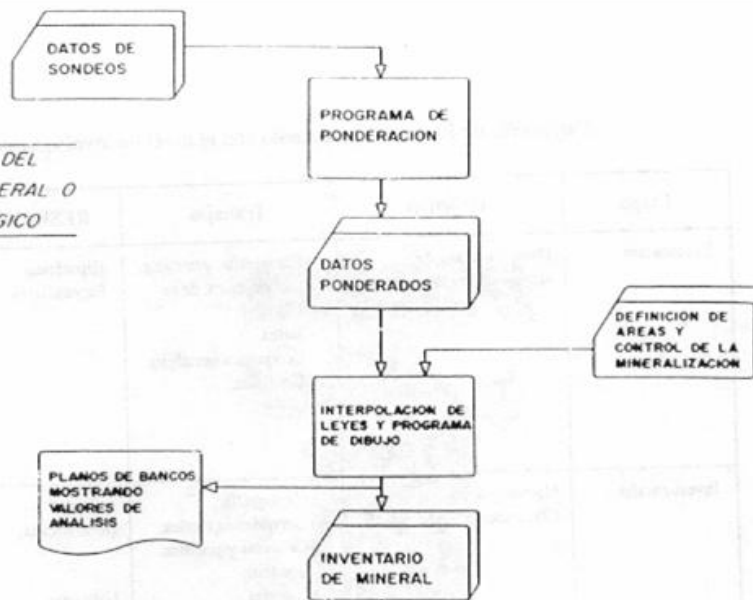 DATOS DE
SONDEOS
PROGRAMA DE
PONDERACION
DEL
ERAL O
GICO
DATOS
PONDERADOS
DEFINICION DE
AREAS Y
CONTROL DE LA
MINERALIZACION
INTERPOLACION DE
LEYES Y PROGRAMA
DE DIBUJO
PLANOS DE BANCOS
MOSTRANDO
VALORES DE
ANALISIS
INVENTARIO
DE MINERAL